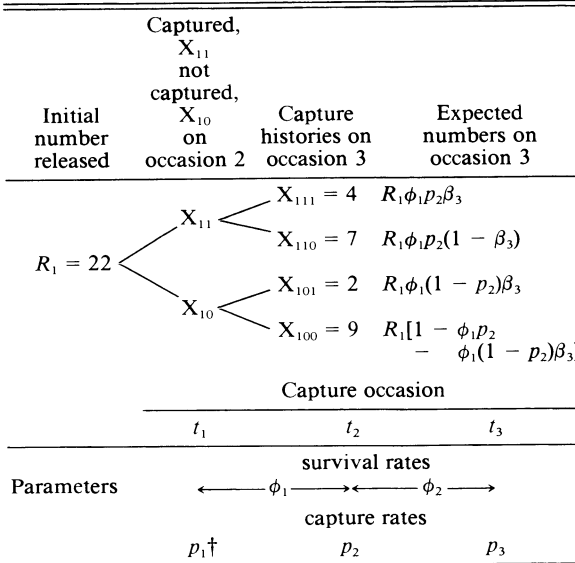 Captured,
X₁₁
not
captured,
Initial Capture Expected
number X₁₀ histories on numbers on
released on occasion 3 occasion 3
occasion 2
X₁₁₁ = 4 R₁ϕ₁p₂β₃
X₁₁
X₁₁₀ = 7 R₁ϕ₁p₂(1 − β₃)
R₁ = 22
X₁₀₁ = 2 R₁ϕ₁(1 − p₂)β₃
X₁₀
X₁₀₀ = 9 R₁[1 − ϕ₁p₂
− ϕ₁(1 − p₂)β₃]
Capture occasion
t₁ t₂ t₃
survival rates
Parameters ϕ₁ ϕ₂
capture rates
p₁† p₂ p₃